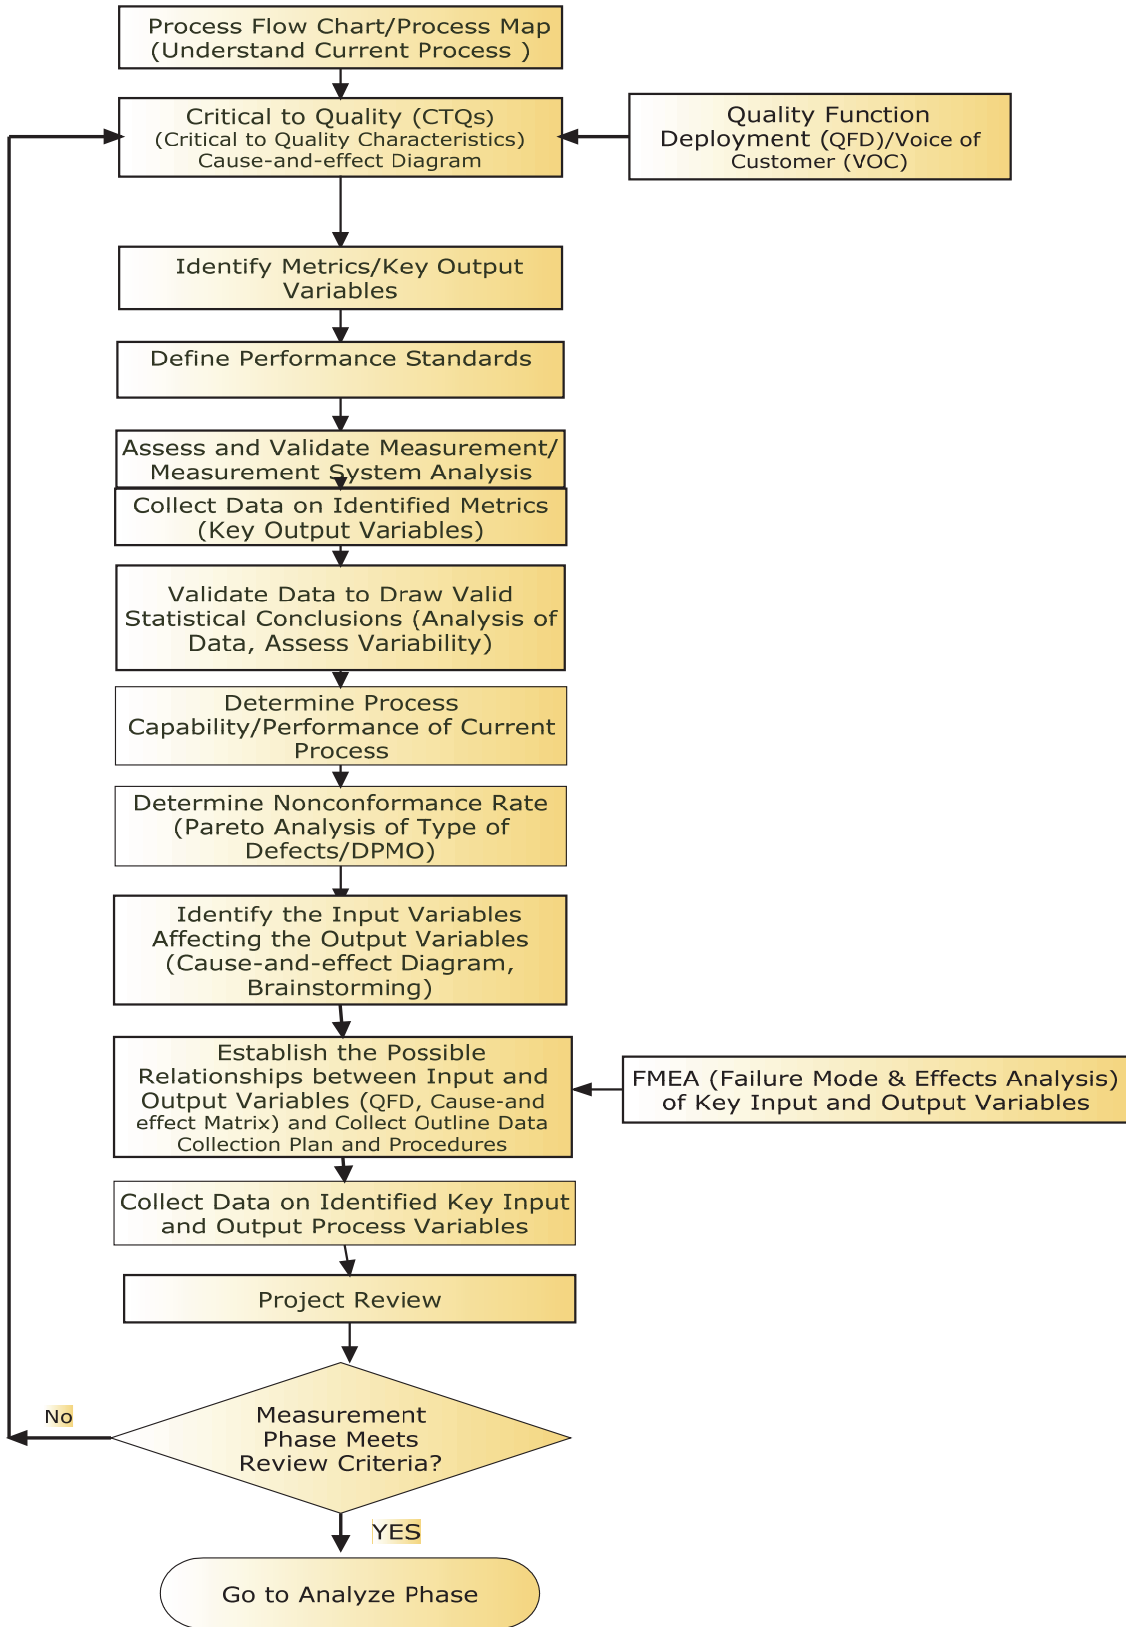 Process Flow Chart/Process Map
(Understand Current Process )
Critical to Quality (CTQs)
(Critical to Quality Characteristics)
Cause-and-effect Diagram
Quality Function
Deployment (QFD)/Voice of
Customer (VOC)
Identify Metrics/Key Output
Variables
Define Performance Standards
Assess and Validate Measurement/
Measurement System Analysis
Collect Data on Identified Metrics
(Key Output Variables)
Validate Data to Draw Valid
Statistical Conclusions (Analysis of
Data, Assess Variability)
Determine Process
Capability/Performance of Current
Process
Determine Nonconformance Rate
(Pareto Analysis of Type of
Defects/DPMO)
Identify the Input Variables
Affecting the Output Variables
(Cause-and-effect Diagram,
Brainstorming)
Establish the Possible
Relationships between Input and
Output Variables (QFD, Cause-and
effect Matrix) and Collect Outline Data
Collection Plan and Procedures
FMEA (Failure Mode & Effects Analysis)
of Key Input and Output Variables
Collect Data on Identified Key Input
and Output Process Variables
Project Review
Measurement
Phase Meets
Review Criteria?
No
YES
Go to Analyze Phase